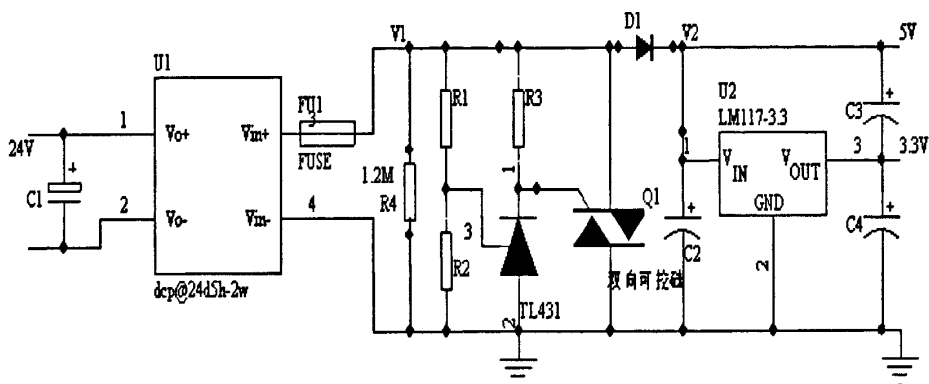 D1
V1
V2
5V
U1
FU1
3
FUSE
R1
R3
U2
LM117-3.3
C3
24V
1
Vo+
Vin+
1
V IN
V OUT
3
3.3V
1.2M
R4
1
C1
2
Vo-
Vin-
4
3
Q1
GND
C2
C4
R2
双向可控硅
2
dcp@24d5h-2w
TL431
2